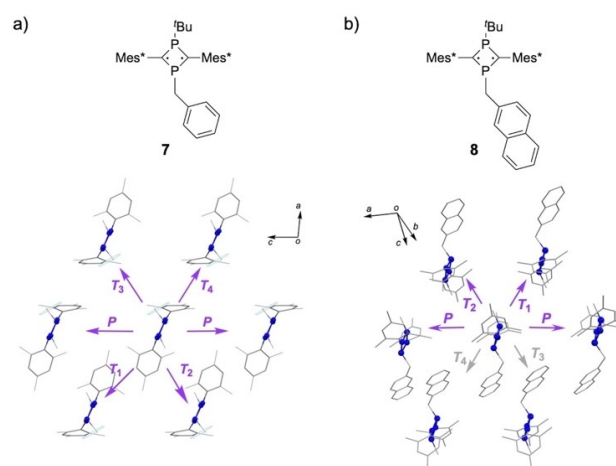 a)
ᵗBu
P
Mes* Mes*
P
7
b)
ᵗBu
P
Mes* Mes*
P
8
a
c o
T₃ T₄
P P
T₁ T₂
a o
b
c
T₂ T₁
P P
T₄ T₃